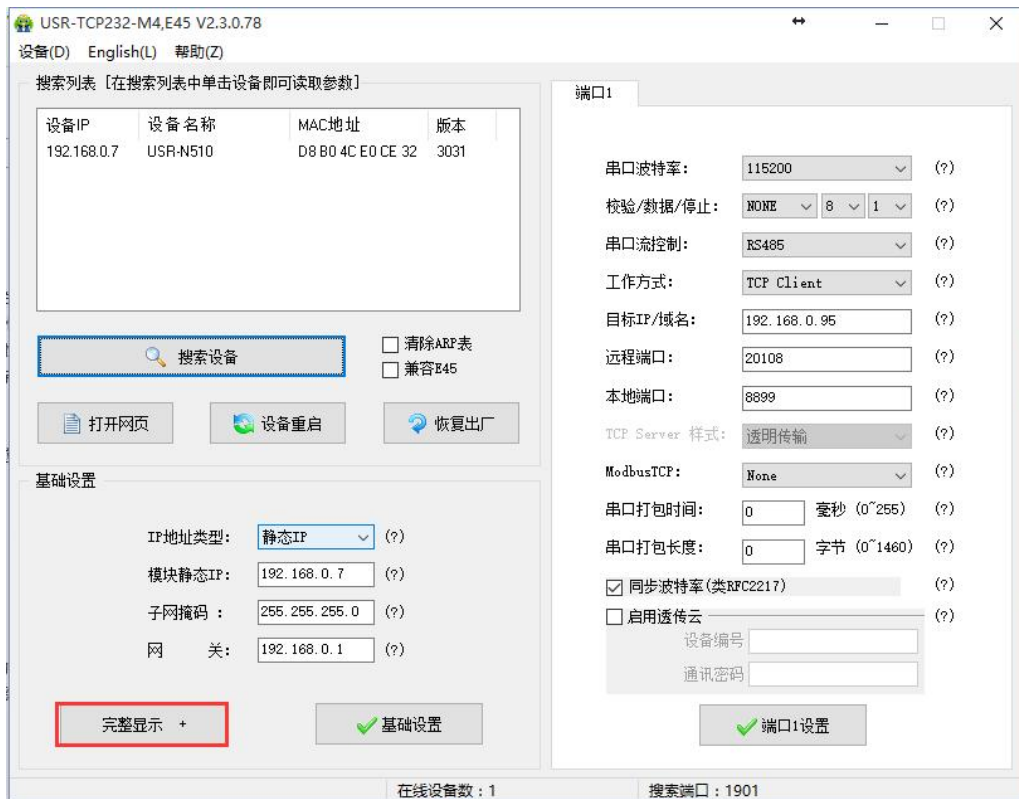 USR-TCP232-M4,E45 V2.3.0.78
设备(D) English(L) 帮助(Z)
搜索列表 [在搜索列表中单击设备即可读取参数]
设备IP 设备名称 MAC地址 版本
192.168.0.7 USR-N510 D8 B0 4C E0 CE 32 3031
搜索设备
清除ARP表
兼容E45
打开网页 设备重启 恢复出厂
基础设置
IP地址类型: 静态IP (?)
模块静态IP: 192.168.0.7 (?)
子网掩码 : 255.255.255.0 (?)
网 关: 192.168.0.1 (?)
完整显示 + 基础设置
端口1
串口波特率: 115200 (?)
校验/数据/停止: NONE 8 1 (?)
串口流控制: RS485 (?)
工作方式: TCP Client (?)
目标IP/域名: 192.168.0.95 (?)
远程端口: 20108 (?)
本地端口: 8899 (?)
TCP Server 样式: 透明传输 (?)
ModbusTCP: None (?)
串口打包时间: 0 毫秒 (0~255) (?)
串口打包长度: 0 字节 (0~1460) (?)
同步波特率(类RFC2217) (?)
启用透传云 (?)
设备编号
通讯密码
端口1设置
在线设备数：1 搜索端口：1901